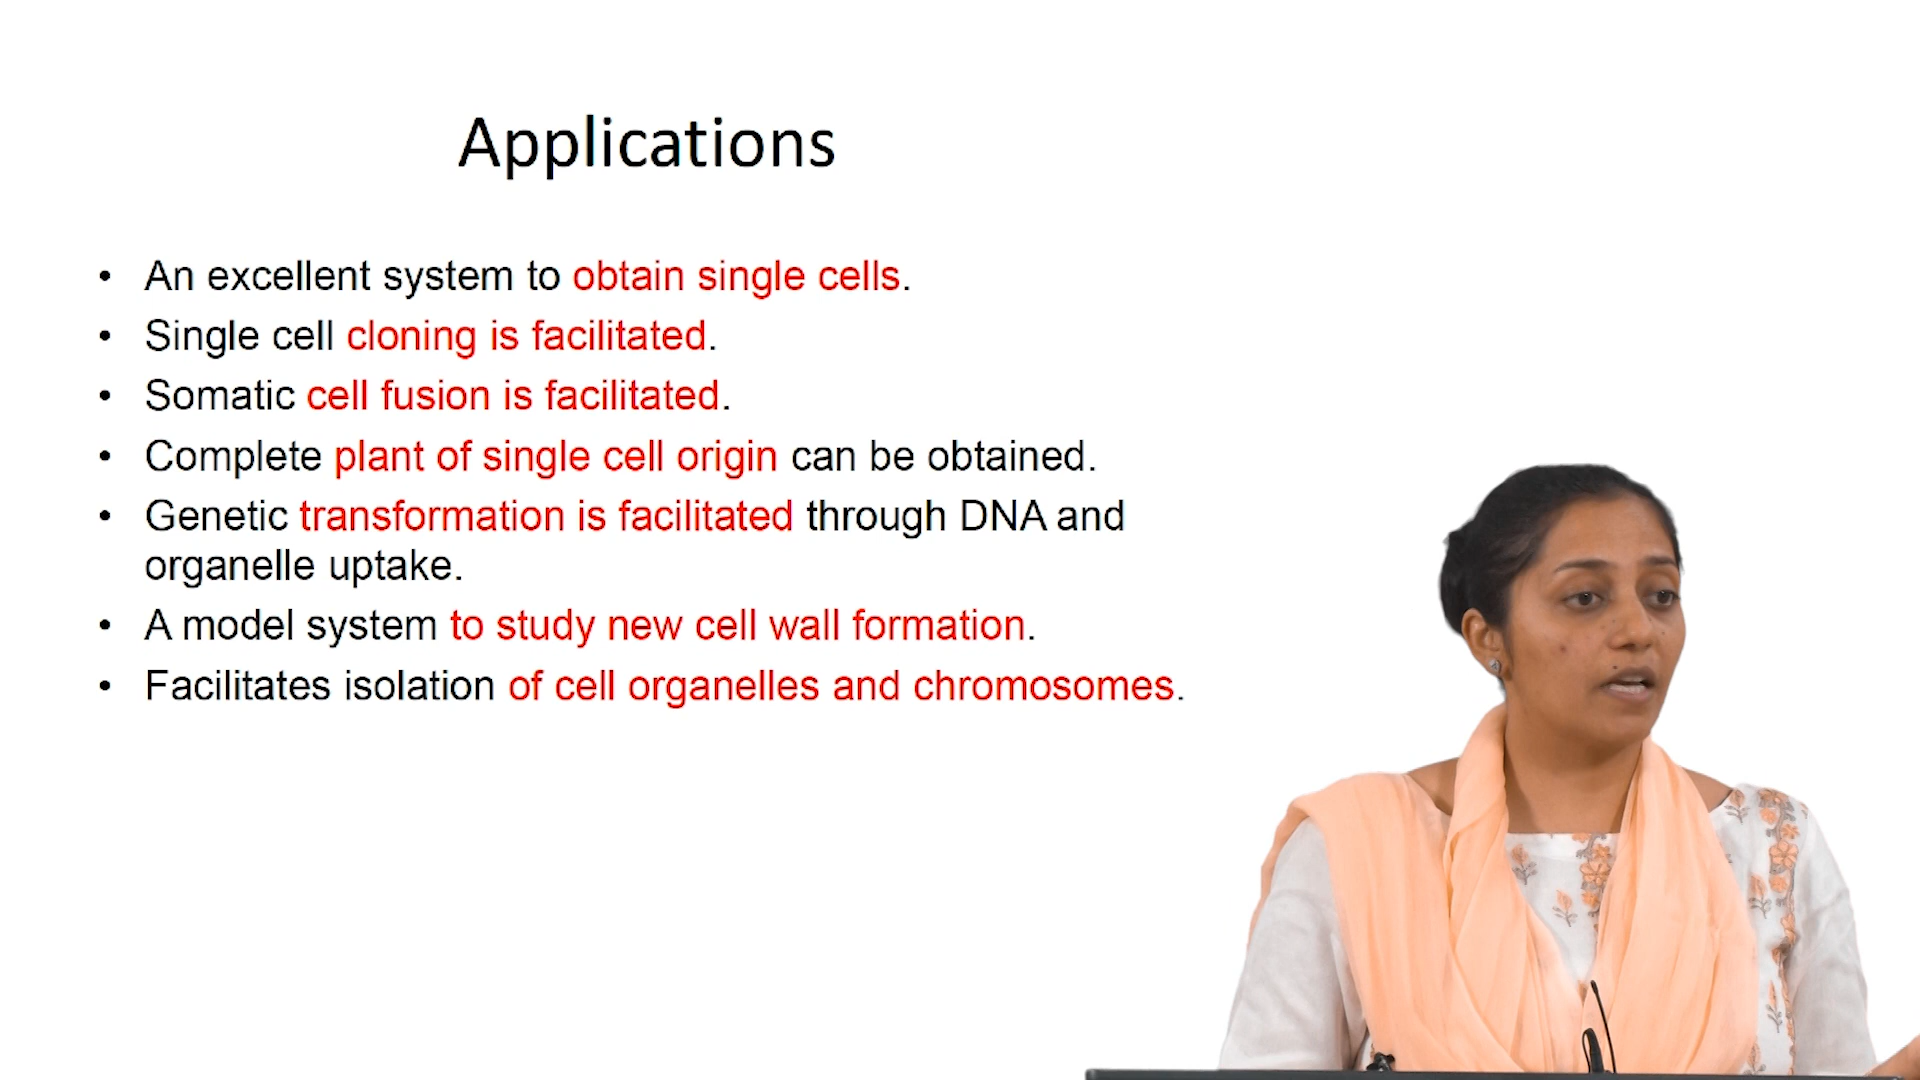 Applications
• An excellent system to obtain single cells.
• Single cell cloning is facilitated.
• Somatic cell fusion is facilitated.
• Complete plant of single cell origin can be obtained.
• Genetic transformation is facilitated through DNA and
organelle uptake.
• A model system to study new cell wall formation.
• Facilitates isolation of cell organelles and chromosomes.